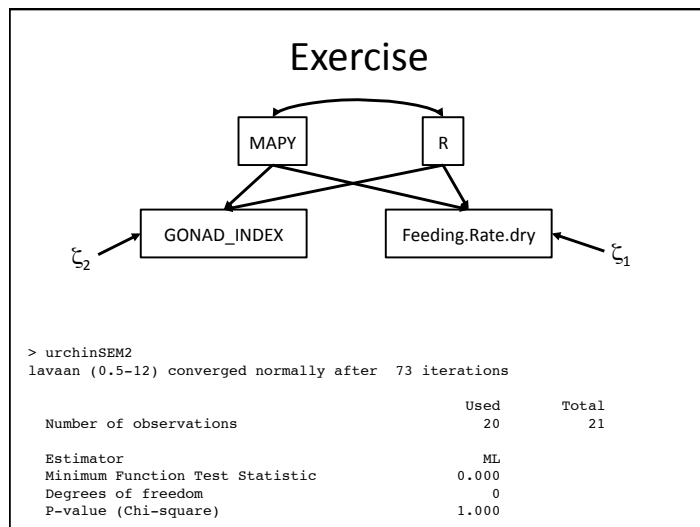 Exercise
MAPY R
GONAD_INDEX Feeding.Rate.dry
ζ2 ζ1
> urchinSEM2
lavaan (0.5-12) converged normally after  73 iterations
Used Total
Number of observations 20 21
Estimator ML
Minimum Function Test Statistic 0.000
Degrees of freedom 0
P-value (Chi-square) 1.000